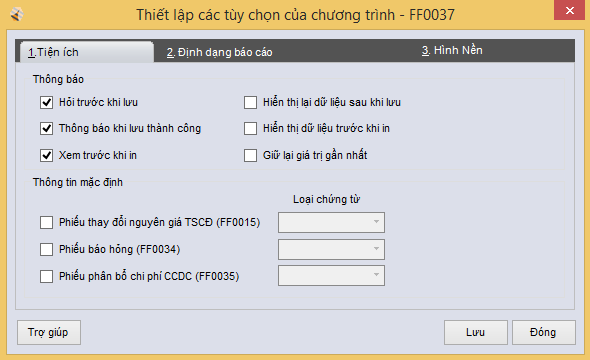 Thiết lập các tùy chọn của chương trình - FF0037
1.Tiện ích
2. Định dạng báo cáo
3. Hình Nền
Thông báo
Hỏi trước khi lưu
Hiển thị lại dữ liệu sau khi lưu
Thông báo khi lưu thành công
Hiển thị dữ liệu trước khi in
Xem trước khi in
Giữ lại giá trị gần nhất
Thông tin mặc định
Loại chứng từ
Phiếu thay đổi nguyên giá TSCĐ (FF0015)
Phiếu báo hỏng (FF0034)
Phiếu phân bổ chi phí CCDC (FF0035)
Trợ giúp
Lưu
Đóng